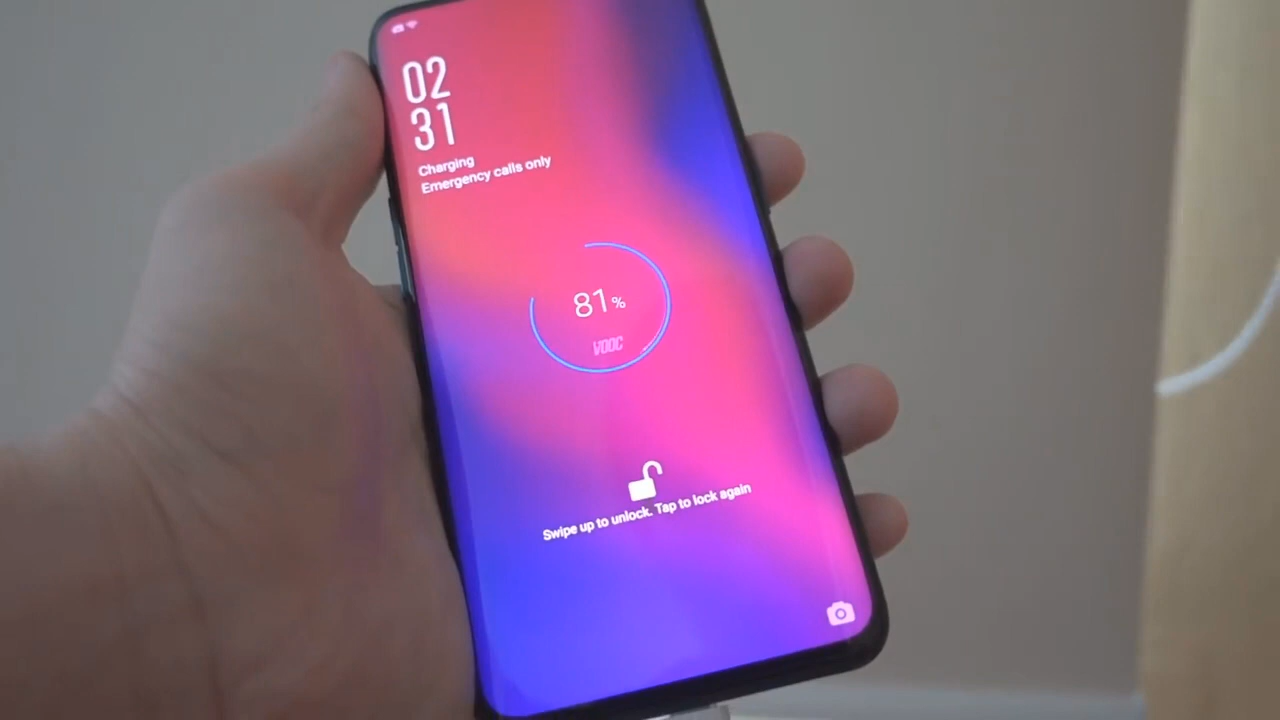 02
31
Charging
Emergency calls only
81%
VOOC
Swipe up to unlock. Tap to lock again